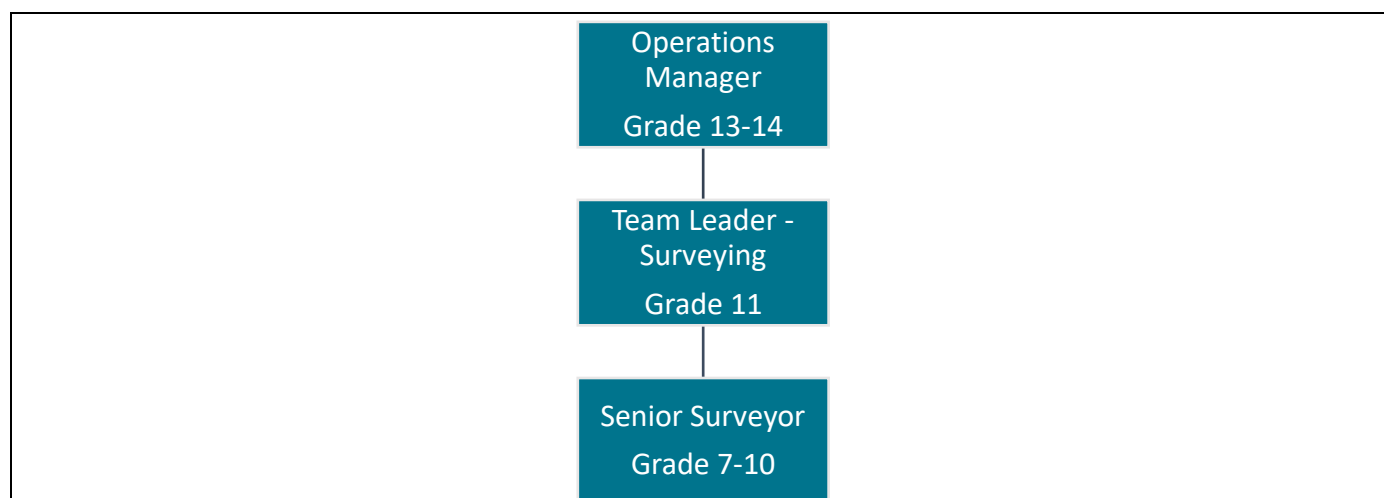 Operations
Manager
Grade 13-14
Team Leader -
Surveying
Grade 11
Senior Surveyor
Grade 7-10